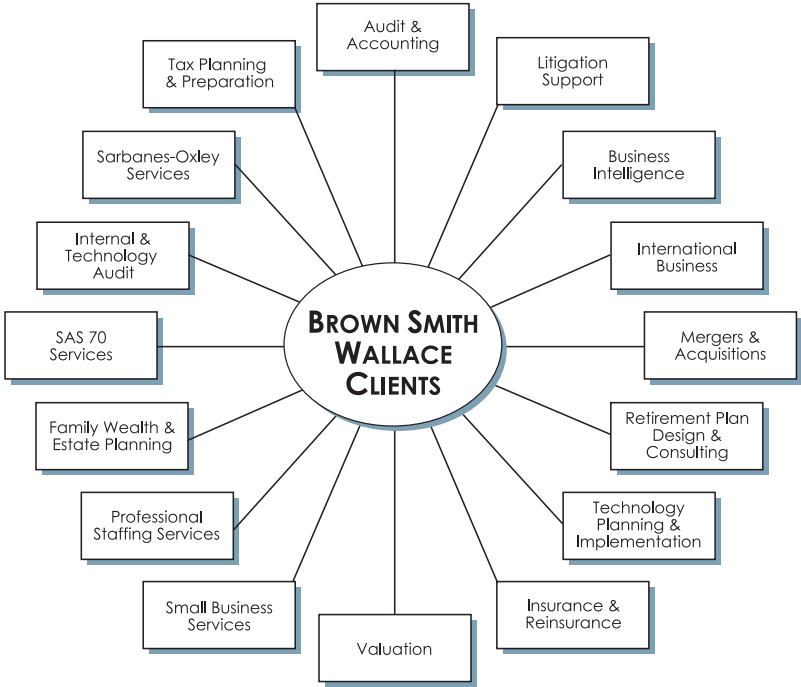 Audit &
Accounting
Litigation
Support
Business
Intelligence
International
Business
Mergers &
Acquisitions
Retirement Plan
Design &
Consulting
Technology
Planning &
Implementation
Insurance &
Reinsurance
Valuation
Small Business
Services
Professional
Staffing Services
Family Wealth &
Estate Planning
SAS 70
Services
Internal &
Technology
Audit
Sarbanes-Oxley
Services
Tax Planning
& Preparation
BROWN SMITH
WALLACE
CLIENTS